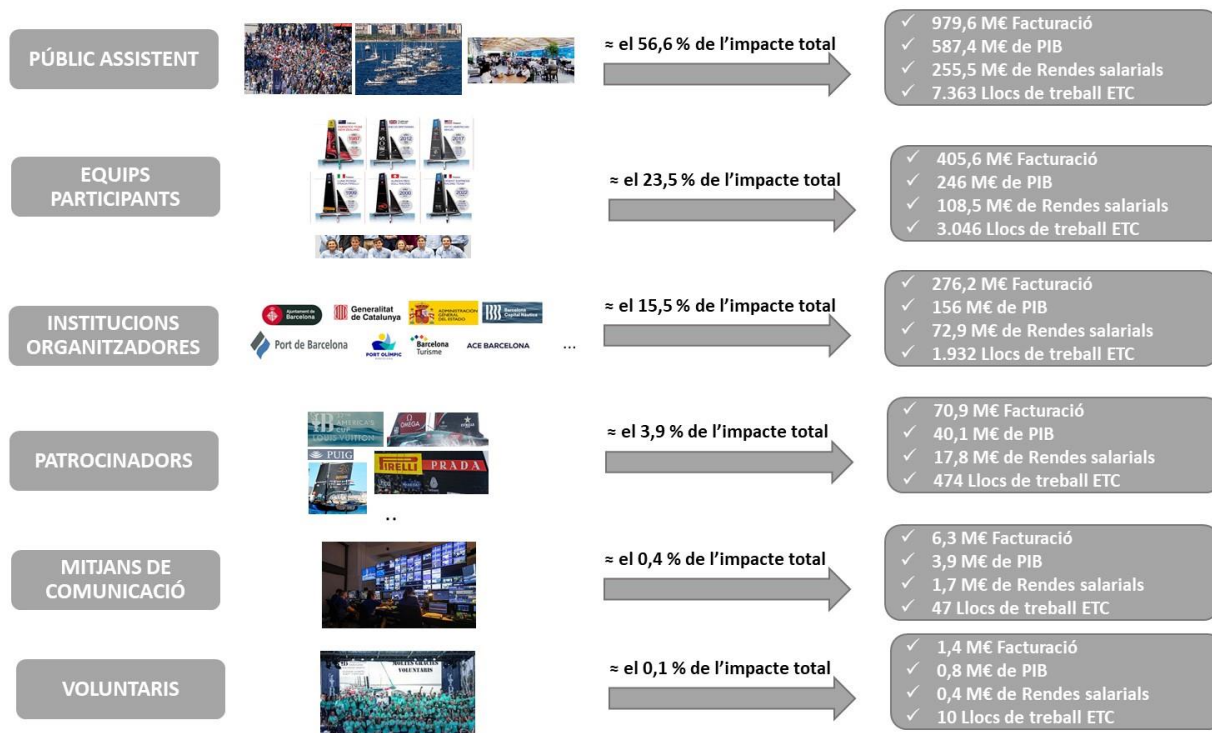 PÚBLIC ASSISTENT
≈ el 56,6 % de l’impacte total
✓ 979,6 M€ Facturació
✓ 587,4 M€ de PIB
✓ 255,5 M€ de Rendes salarials
✓ 7.363 Llocs de treball ETC
EQUIPS
PARTICIPANTS
INEOS
≈ el 23,5 % de l’impacte total
✓ 405,6 M€ Facturació
✓ 246 M€ de PIB
✓ 108,5 M€ de Rendes salarials
✓ 3.046 Llocs de treball ETC
INSTITUCIONS
ORGANITZADORES
Ajuntament de
Barcelona
Generalitat
de Catalunya
ADMINISTRACIÓN
GENERAL
DEL ESTADO
Barcelona
Capital Nàutica
Port de Barcelona
PORT OLÍMPIC
Barcelona
Turisme
ACE BARCELONA
...
≈ el 15,5 % de l’impacte total
✓ 276,2 M€ Facturació
✓ 156 M€ de PIB
✓ 72,9 M€ de Rendes salarials
✓ 1.932 Llocs de treball ETC
PATROCINADORS
AMERICA'S
CUP
LOUIS VUITTON
OMEGA
PUIG
PIRELLI
PRADA
..
≈ el 3,9 % de l’impacte total
✓ 70,9 M€ Facturació
✓ 40,1 M€ de PIB
✓ 17,8 M€ de Rendes salarials
✓ 474 Llocs de treball ETC
MITJANS DE
COMUNICACIÓ
≈ el 0,4 % de l’impacte total
✓ 6,3 M€ Facturació
✓ 3,9 M€ de PIB
✓ 1,7 M€ de Rendes salarials
✓ 47 Llocs de treball ETC
VOLUNTARIS
MOLTES GRÀCIES
VOLUNTARIS
≈ el 0,1 % de l’impacte total
✓ 1,4 M€ Facturació
✓ 0,8 M€ de PIB
✓ 0,4 M€ de Rendes salarials
✓ 10 Llocs de treball ETC